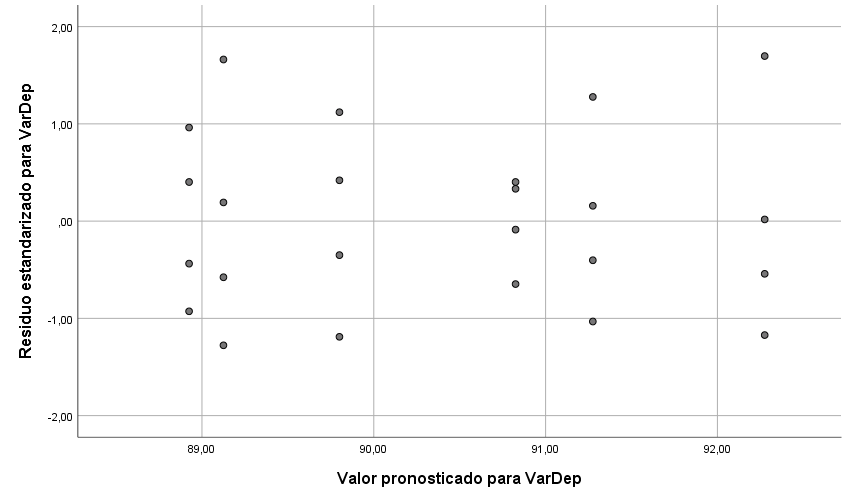 Residuo estandarizado para VarDep
2,00
1,00
,00
-1,00
-2,00
89,00 90,00 91,00 92,00
Valor pronosticado para VarDep